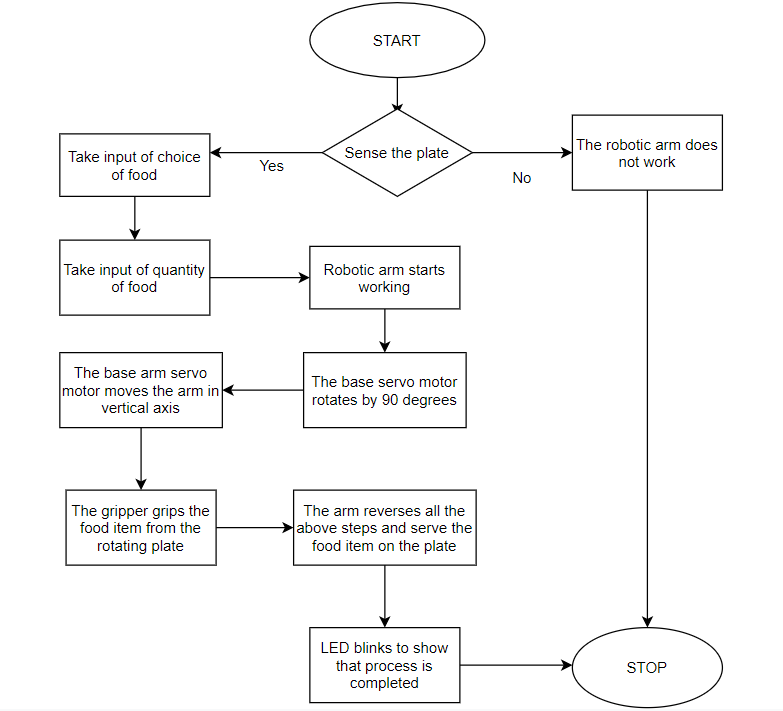 START
Sense the plate
Yes
No
Take input of choice
of food
The robotic arm does
not work
Take input of quantity
of food
Robotic arm starts
working
The base servo motor
rotates by 90 degrees
The base arm servo
motor moves the arm in
vertical axis
The gripper grips the
food item from the
rotating plate
The arm reverses all the
above steps and serve the
food item on the plate
LED blinks to show
that process is
completed
STOP